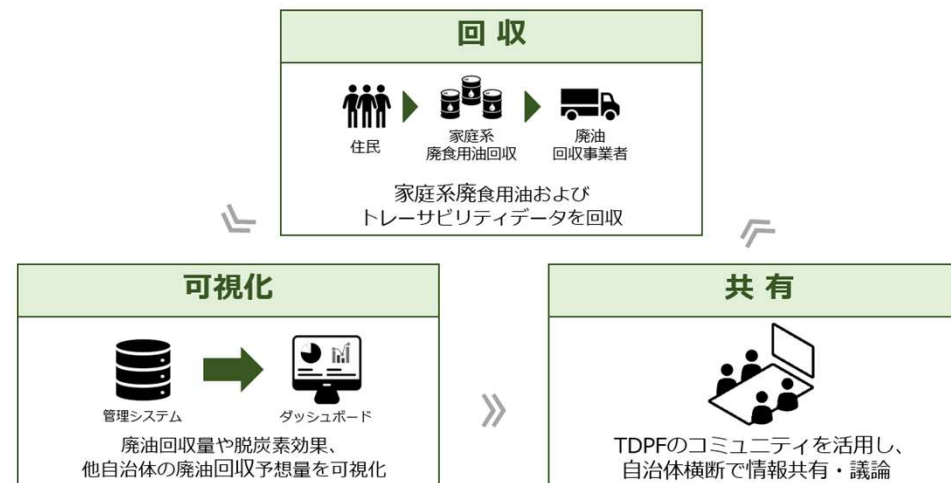 回 収
住民
家庭系
廃食用油回収
廃油
回収事業者
家庭系廃食用油および
トレーサビリティデータを回収
可視化
管理システム
ダッシュボード
廃油回収量や脱炭素効果、
他自治体の廃油回収予想量を可視化
共 有
TDPFのコミュニティを活用し、
自治体横断で情報共有・議論